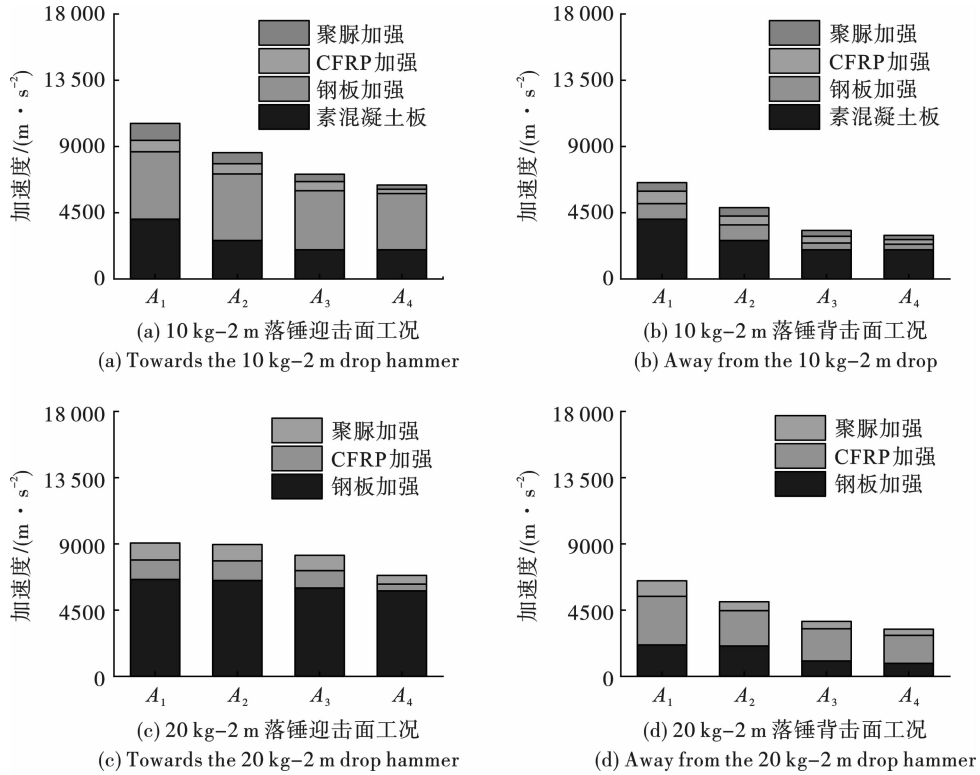 18 000
13 500
9000
4500
0
加速度/(m·s⁻²)
聚脲加强
CFRP加强
钢板加强
素混凝土板
A₁ A₂ A₃ A₄
(a) 10 kg-2 m 落锤迎击面工况
(a) Towards the 10 kg-2 m drop hammer
18 000
13 500
9000
4500
0
加速度/(m·s⁻²)
聚脲加强
CFRP加强
钢板加强
素混凝土板
A₁ A₂ A₃ A₄
(b) 10 kg-2 m 落锤背击面工况
(b) Away from the 10 kg-2 m drop
18 000
13 500
9000
4500
0
加速度/(m·s⁻²)
聚脲加强
CFRP加强
钢板加强
A₁ A₂ A₃ A₄
(c) 20 kg-2 m 落锤迎击面工况
(c) Towards the 20 kg-2 m drop hammer
18 000
13 500
9000
4500
0
加速度/(m·s⁻²)
聚脲加强
CFRP加强
钢板加强
A₁ A₂ A₃ A₄
(d) 20 kg-2 m 落锤背击面工况
(d) Away from the 20 kg-2 m drop hammer